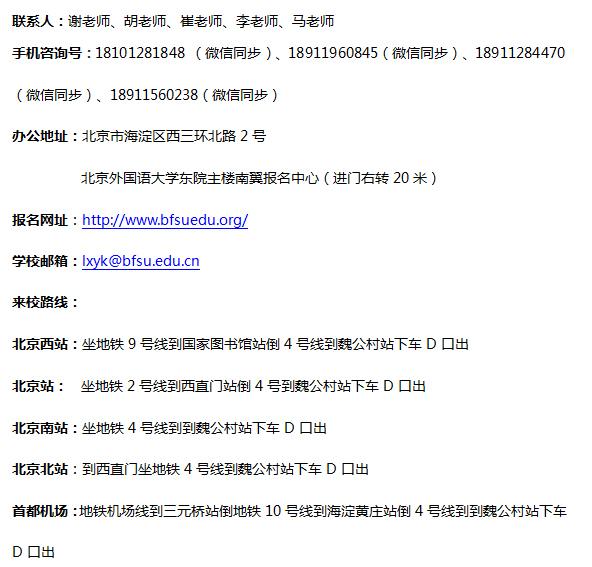 联系人：谢老师、胡老师、崔老师、李老师、马老师
手机咨询号：18101281848 （微信同步）、18911960845（微信同步）、18911284470
（微信同步）、18911560238（微信同步）
办公地址：北京市海淀区西三环北路 2 号
北京外国语大学东院主楼南翼报名中心（进门右转 20 米）
报名网址：http://www.bfsuedu.org/
学校邮箱：lxyk@bfsu.edu.cn
来校路线：
北京西站：坐地铁 9 号线到国家图书馆站倒 4 号线到魏公村站下车 D 口出
北京站： 坐地铁 2 号线到西直门站倒 4 号到魏公村站下车 D 口出
北京南站：坐地铁 4 号线到到魏公村站下车 D 口出
北京北站：到西直门坐地铁 4 号线到魏公村站下车 D 口出
首都机场：地铁机场线到三元桥站倒地铁 10 号线到海淀黄庄站倒 4 号线到到魏公村站下车
D 口出